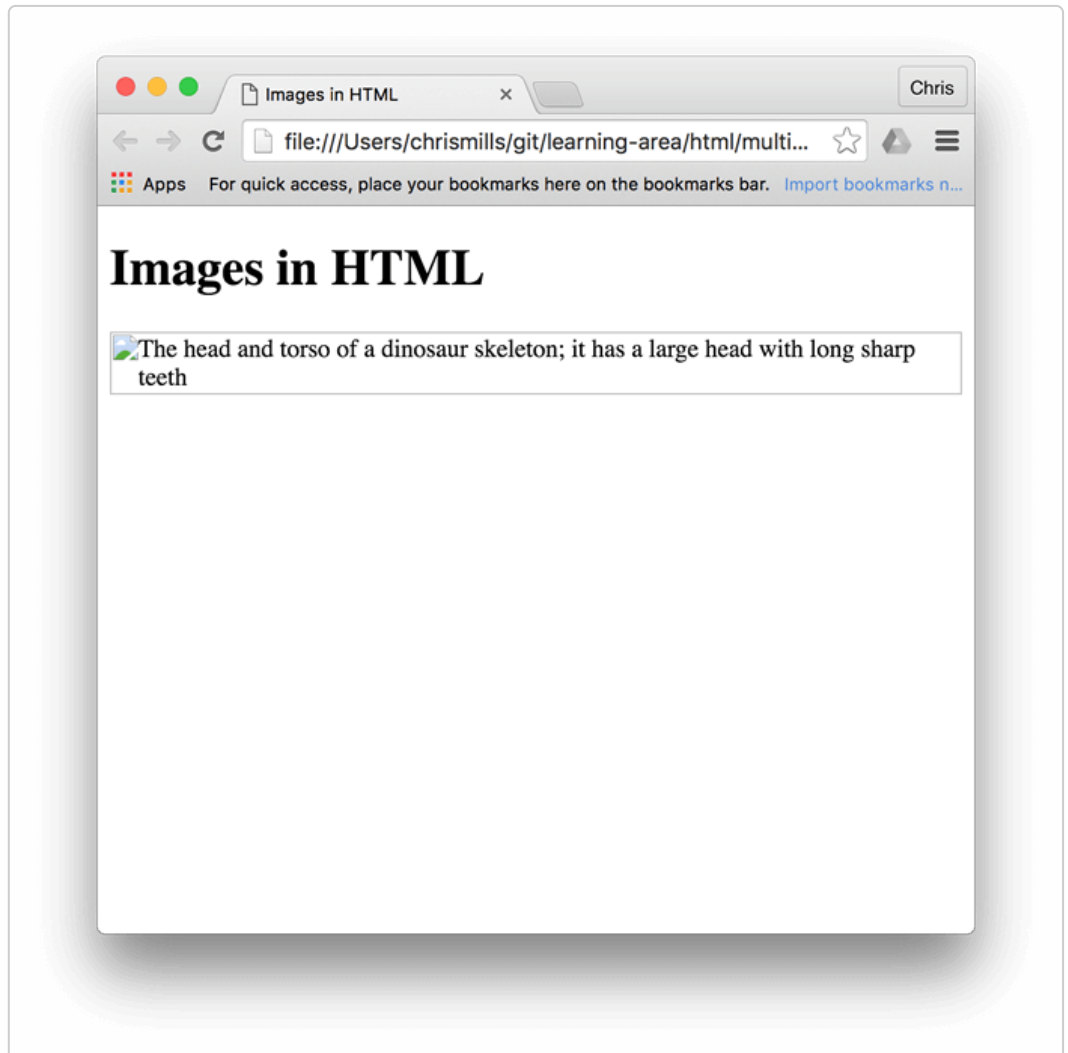 Images in HTML
Chris
file:///Users/chrismills/git/learning-area/html/multi...
Apps For quick access, place your bookmarks here on the bookmarks bar. Import bookmarks n...
Images in HTML
The head and torso of a dinosaur skeleton; it has a large head with long sharp
teeth